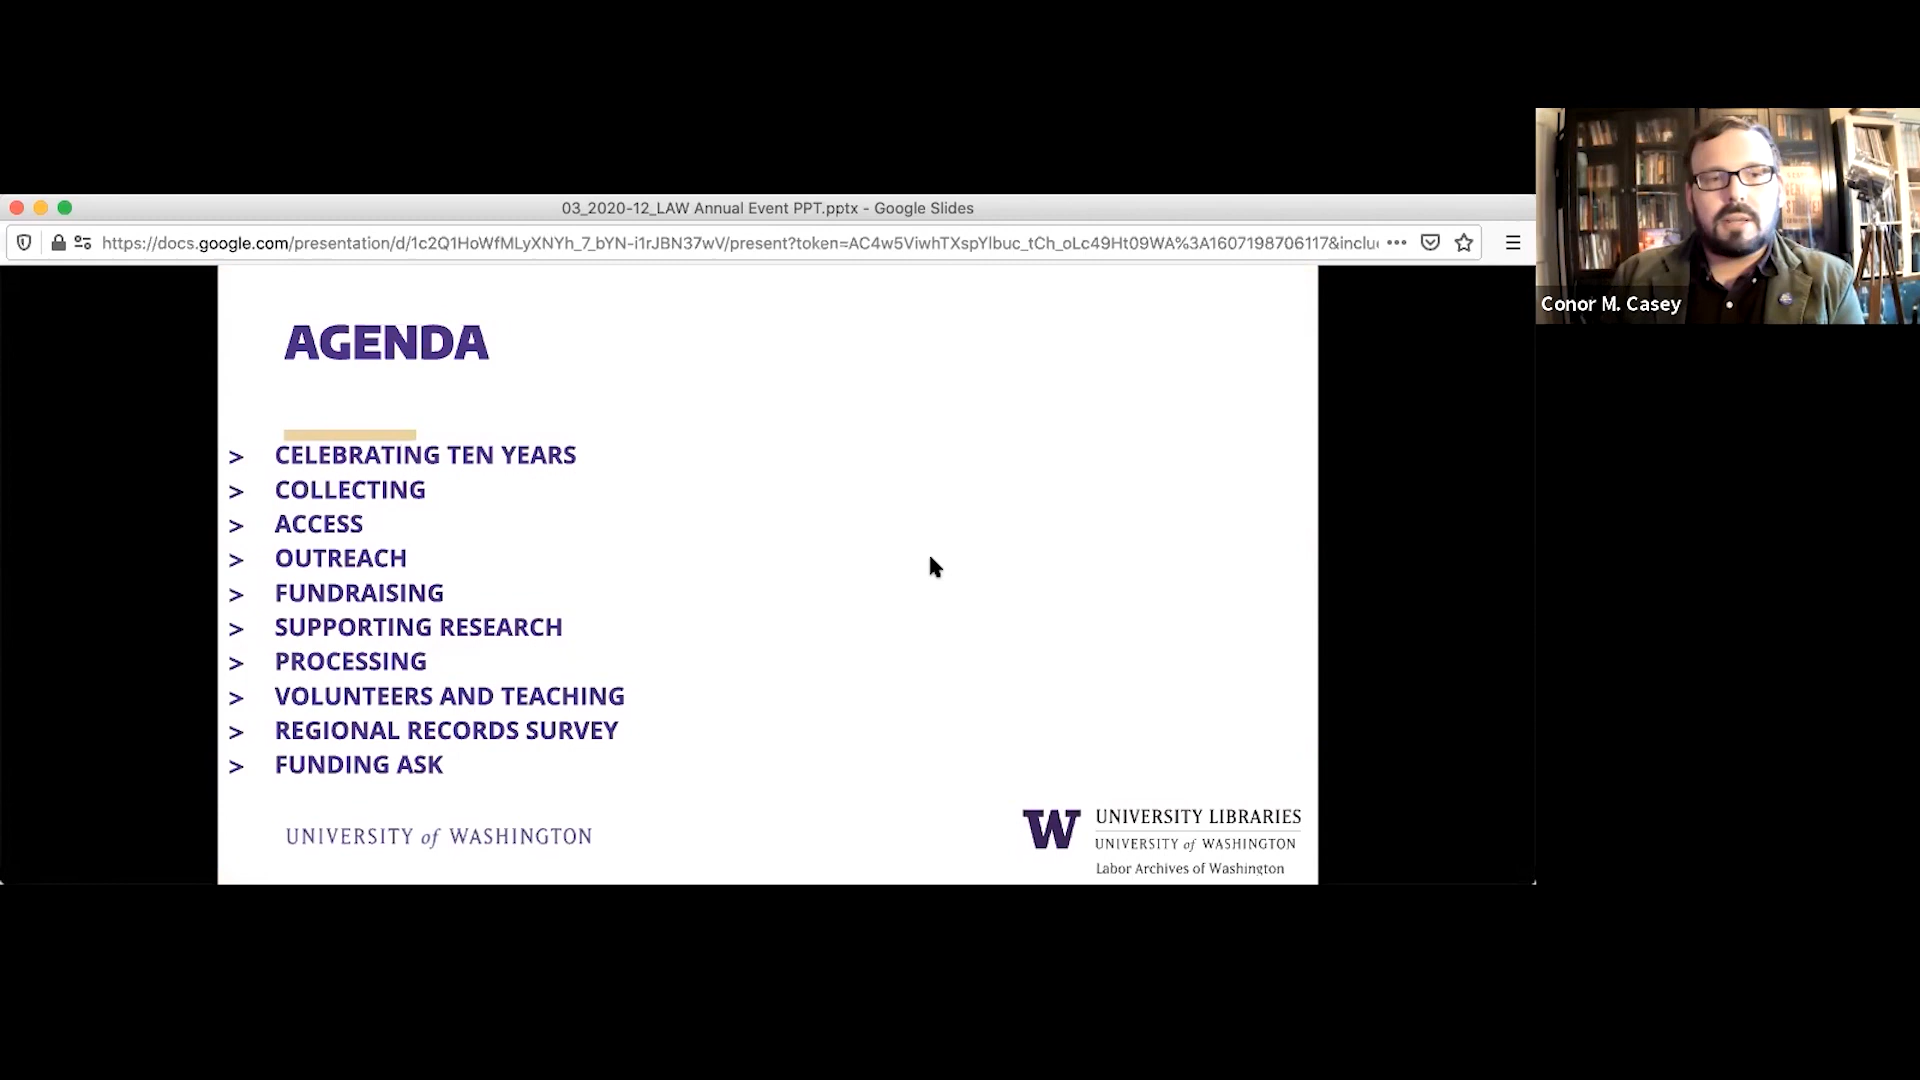 03_2020-12_LAW Annual Event PPT.pptx - Google Slides
https://docs.google.com/presentation/d/1c2Q1HoWfMLyXNYh_7_bYN-i1rJBN37wV/present?token=AC4w5ViwhTXspYlbuc_tCh_oLc49Ht09WA%3A1607198706117&inclu
Conor M. Casey
AGENDA
> CELEBRATING TEN YEARS
> COLLECTING
> ACCESS
> OUTREACH
> FUNDRAISING
> SUPPORTING RESEARCH
> PROCESSING
> VOLUNTEERS AND TEACHING
> REGIONAL RECORDS SURVEY
> FUNDING ASK
UNIVERSITY of WASHINGTON
W
UNIVERSITY LIBRARIES
UNIVERSITY of WASHINGTON
Labor Archives of Washington